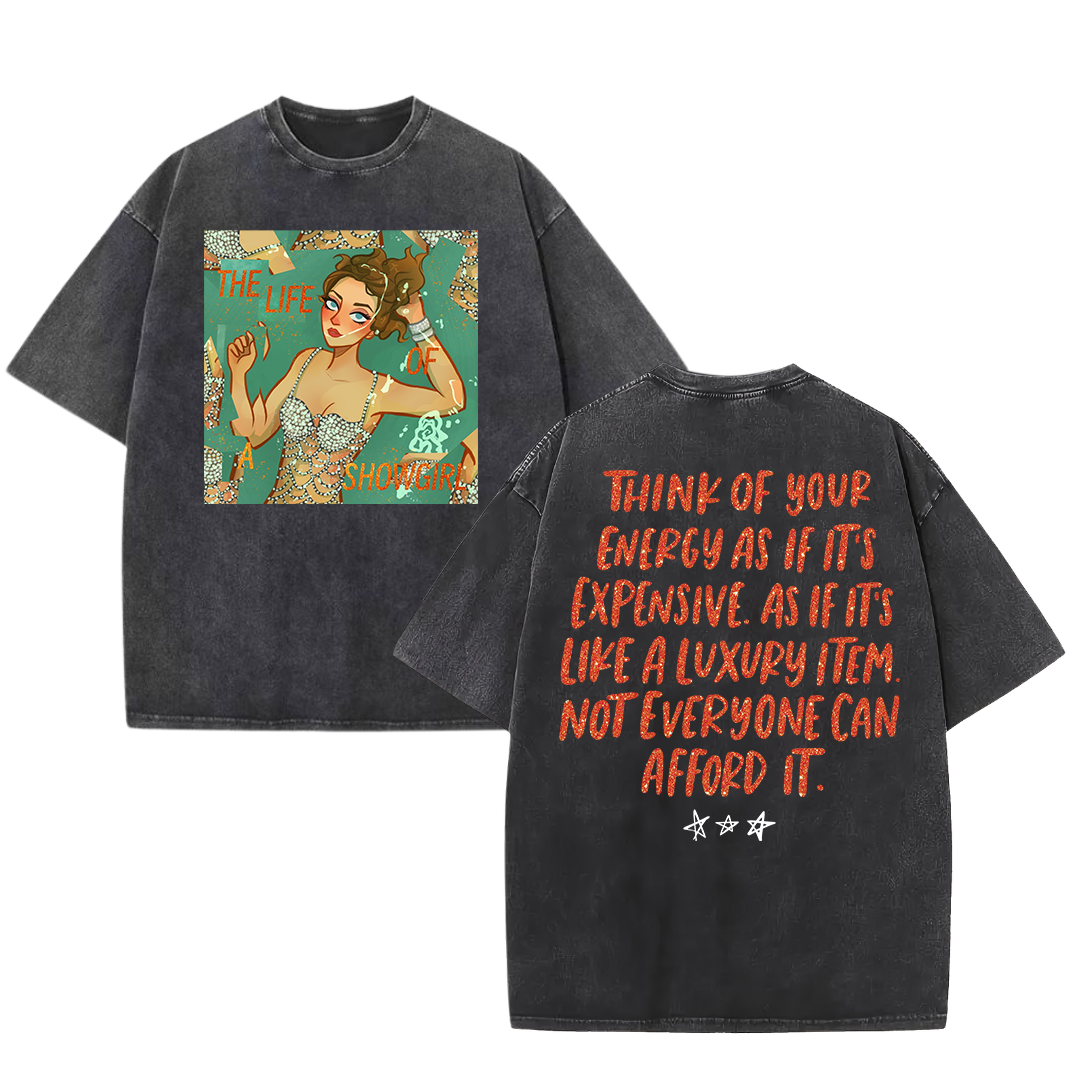 THE LIFE
OF
A
SHOWGIRL
THINK OF YOUR
ENERGY AS IF IT'S
EXPENSIVE. AS IF IT'S
LIKE A LUXURY ITEM.
NOT EVERYONE CAN
AFFORD IT.